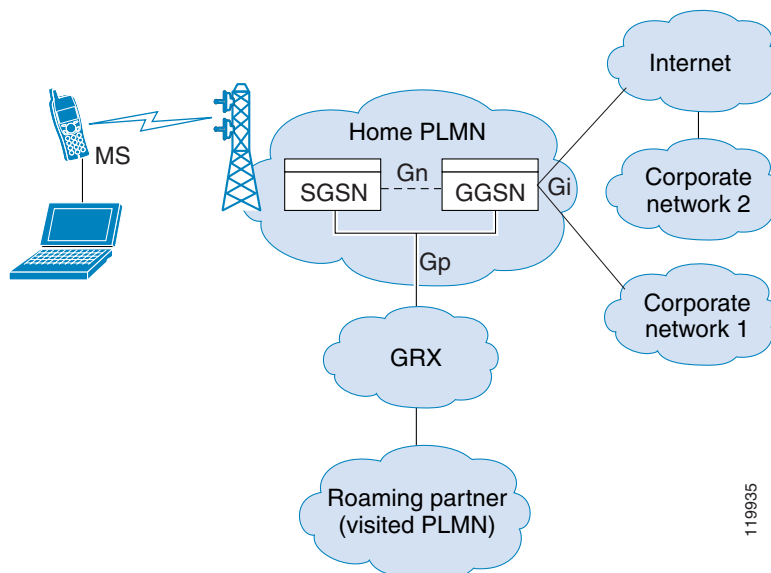 Internet
Home PLMN
MS
SGSN
Gn
GGSN
Gi
Corporate
network 2
Gp
Corporate
network 1
GRX
Roaming partner
(visited PLMN)
119935